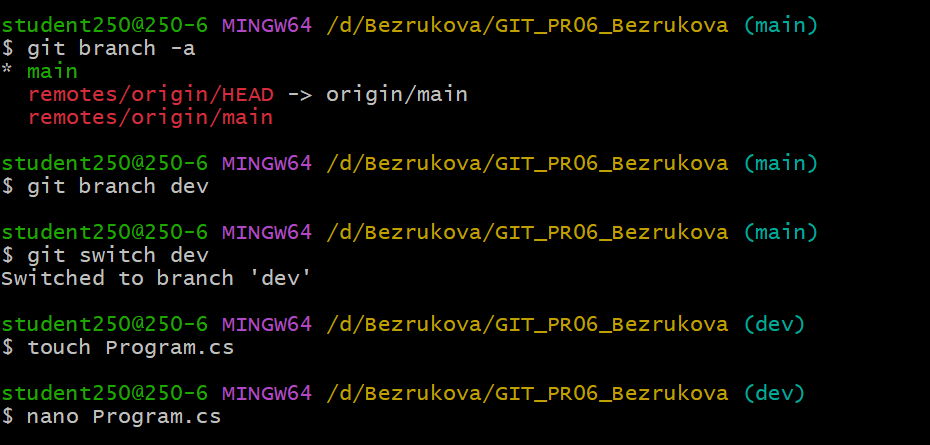 student250@250-6 MINGW64 /d/Bezrukova/GIT_PR06_Bezrukova (main)
$ git branch -a
* main
  remotes/origin/HEAD -> origin/main
  remotes/origin/main
student250@250-6 MINGW64 /d/Bezrukova/GIT_PR06_Bezrukova (main)
$ git branch dev
student250@250-6 MINGW64 /d/Bezrukova/GIT_PR06_Bezrukova (main)
$ git switch dev
Switched to branch 'dev'
student250@250-6 MINGW64 /d/Bezrukova/GIT_PR06_Bezrukova (dev)
$ touch Program.cs
student250@250-6 MINGW64 /d/Bezrukova/GIT_PR06_Bezrukova (dev)
$ nano Program.cs